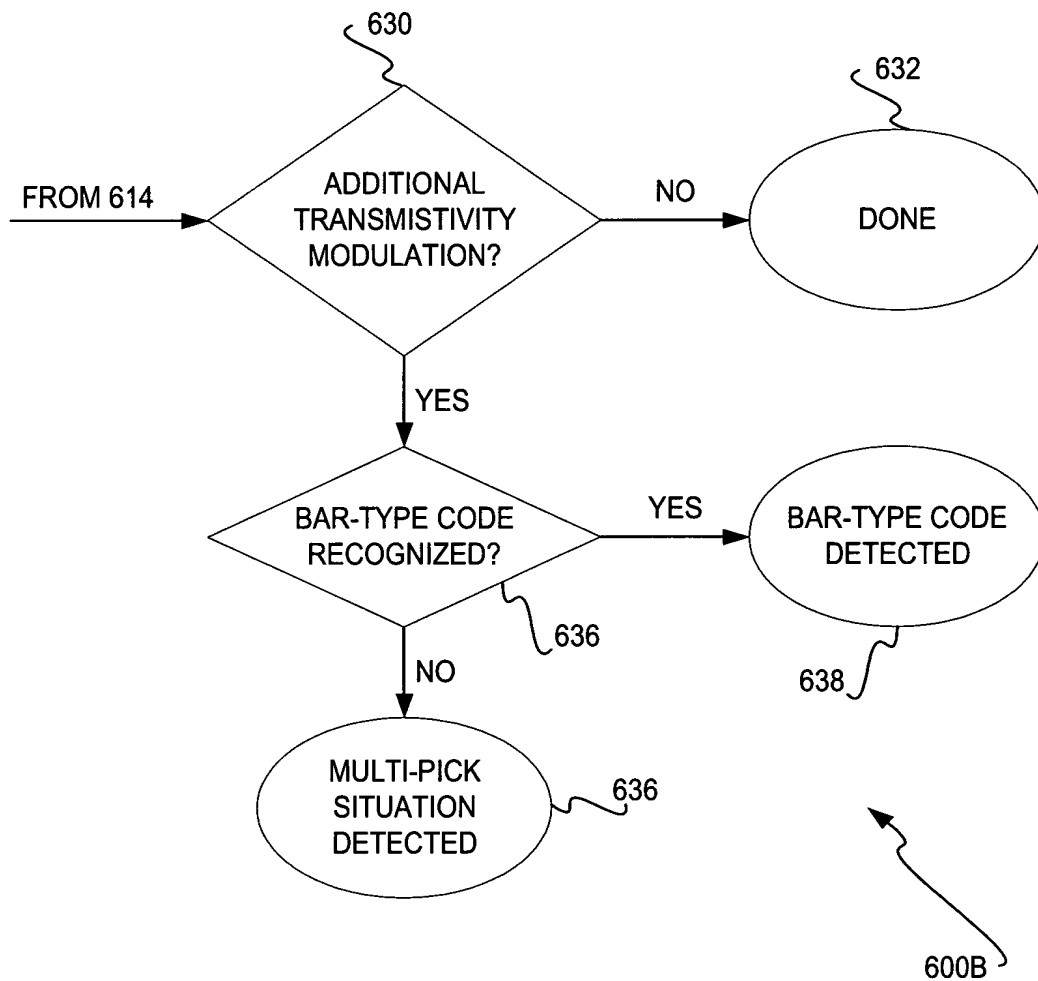 630
632
FROM 614
ADDITIONAL
TRANSMISTIVITY
MODULATION?
NO
DONE
YES
BAR-TYPE CODE
RECOGNIZED?
YES
BAR-TYPE CODE
DETECTED
636
638
NO
MULTI-PICK
SITUATION
DETECTED
636
600B